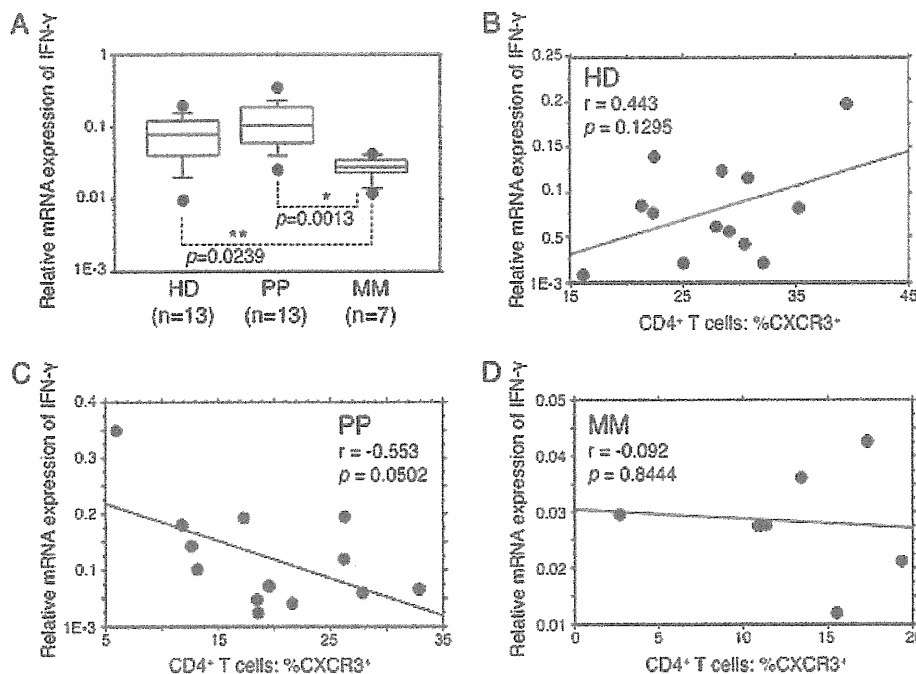 A
Relative mRNA expression of IFN-γ
1
0.1
0.01
1E-3
*
p=0.0013
**
p=0.0239
HD
(n=13)
PP
(n=13)
MM
(n=7)
B
Relative mRNA expression of IFN-γ
0.25
0.2
0.15
0.1
0.5
1E-3
HD
r = 0.443
p = 0.1295
15
25
35
45
CD4⁺ T cells: %CXCR3⁺
C
Relative mRNA expression of IFN-γ
0.4
0.2
0.1
1E-3
PP
r = -0.553
p = 0.0502
5
15
25
35
CD4⁺ T cells: %CXCR3⁺
D
Relative mRNA expression of IFN-γ
0.05
0.04
0.03
0.02
0.01
MM
r = -0.092
p = 0.8444
0
5
10
15
20
CD4⁺ T cells: %CXCR3⁺